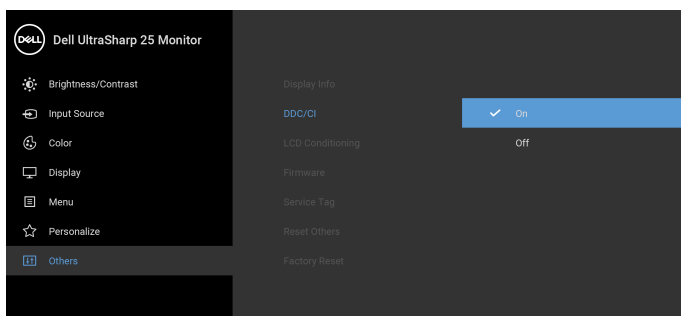 DELL
Dell UltraSharp 25 Monitor
Brightness/Contrast
Input Source
Color
Display
Menu
Personalize
Others
Display Info
DDC/CI
LCD Conditioning
Firmware
Service Tag
Reset Others
Factory Reset
On
Off